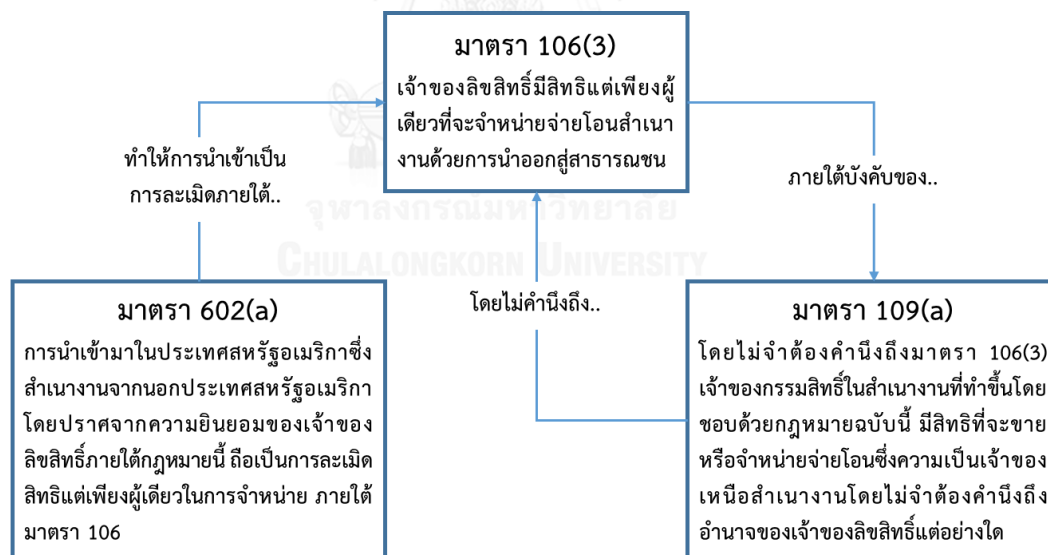 มาตรา 106(3)
เจ้าของลิขสิทธิ์มีสิทธิแต่เพียงผู้
เดียวที่จะจำหน่ายจ่ายโอนสำเนา
งานด้วยการนำออกสู่สาธารณชน
ทำให้การนำเข้าเป็น
การละเมิดภายใต้..
ภายใต้บังคับของ..
จุฬาลงกรณ์มหาวิทยาลัย
CHULALONGKORN UNIVERSITY
โดยไม่คำนึงถึง..
มาตรา 602(a)
การนำเข้ามาในประเทศสหรัฐอเมริกาซึ่ง
สำเนางานจากนอกประเทศสหรัฐอเมริกา
โดยปราศจากความยินยอมของเจ้าของ
ลิขสิทธิ์ภายใต้กฎหมายนี้ ถือเป็นการละเมิด
สิทธิแต่เพียงผู้เดียวในการจำหน่าย ภายใต้
มาตรา 106
มาตรา 109(a)
โดยไม่จำต้องคำนึงถึงมาตรา 106(3)
เจ้าของกรรมสิทธิ์ในสำเนางานที่ทำขึ้นโดย
ชอบด้วยกฎหมายฉบับนี้ มีสิทธิที่จะขาย
หรือจำหน่ายจ่ายโอนซึ่งความเป็นเจ้าของ
เหนือสำเนางานโดยไม่จำต้องคำนึงถึง
อำนาจของเจ้าของลิขสิทธิ์แต่อย่างใด